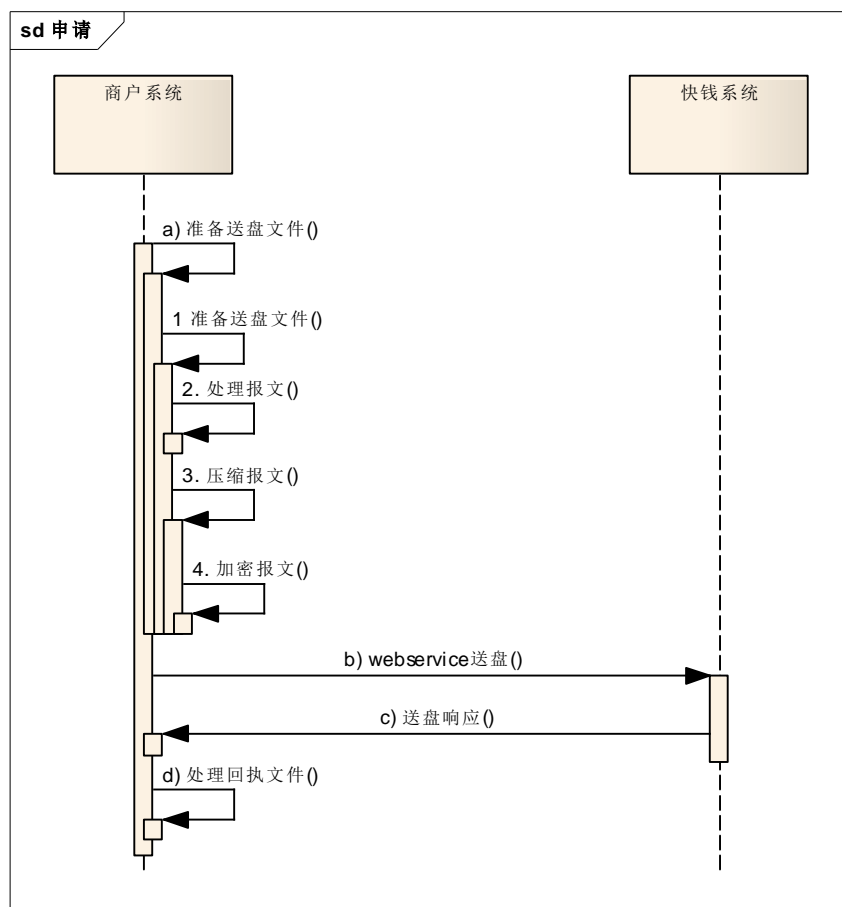 sd 申请
商户系统
快钱系统
a) 准备送盘文件()
1 准备送盘文件()
2. 处理报文()
3. 压缩报文()
4. 加密报文()
b) webservice送盘()
c) 送盘响应()
d) 处理回执文件()